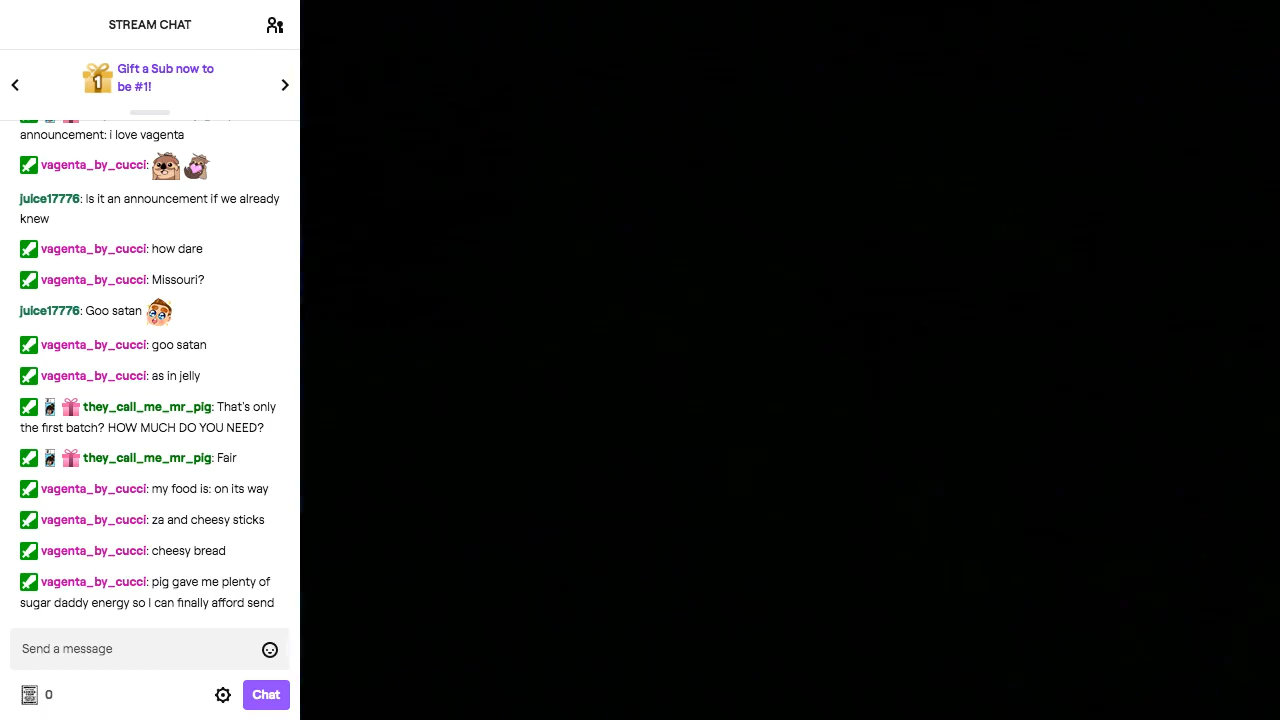 STREAM CHAT
Gift a Sub now to
be #1!
announcement: i love vagenta
vagenta_by_cucci:
juice17776: Is it an announcement if we already
knew
vagenta_by_cucci: how dare
vagenta_by_cucci: Missouri?
juice17776: Goo satan
vagenta_by_cucci: goo satan
vagenta_by_cucci: as in jelly
they_call_me_mr_pig: That's only
the first batch? HOW MUCH DO YOU NEED?
they_call_me_mr_pig: Fair
vagenta_by_cucci: my food is: on its way
vagenta_by_cucci: za and cheesy sticks
vagenta_by_cucci: cheesy bread
vagenta_by_cucci: pig gave me plenty of
sugar daddy energy so I can finally afford send
Send a message
0
Chat